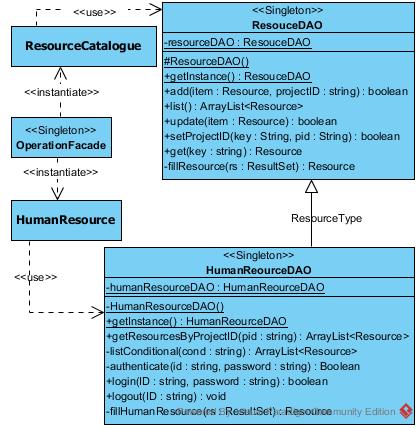 <<use>>
<<Singleton>>
ResouceDAO
-resourceDAO : ResouceDAO
#ResourceDAO()
+getInstance() : ResouceDAO
+add(item : Resource, projectID : string) : boolean
+list() : ArrayList<Resource>
+update(item : Resource) : boolean
+setProjectID(key : String, pid : String) : boolean
+get(key : string) : Resource
-fillResource(rs : ResultSet) : Resource
ResourceCatalogue
<<instantiate>>
<<Singleton>>
OperationFacade
<<instantiate>>
HumanResource
ResourceType
<<use>>
<<Singleton>>
HumanReourceDAO
-humanResourceDAO : HumanReourceDAO
-HumanResourceDAO()
+getInstance() : HumanReourceDAO
+getResourcesByProjectID(pid : string) : ArrayList<Resource>
-listConditional(cond : string) : ArrayList<Resource>
-authenticate(id : string, password : string) : Boolean
+login(ID : string, password : string) : boolean
+logout(ID : string) : void
-fillHumanResource(rs : ResultSet) : Resource
Community Edition